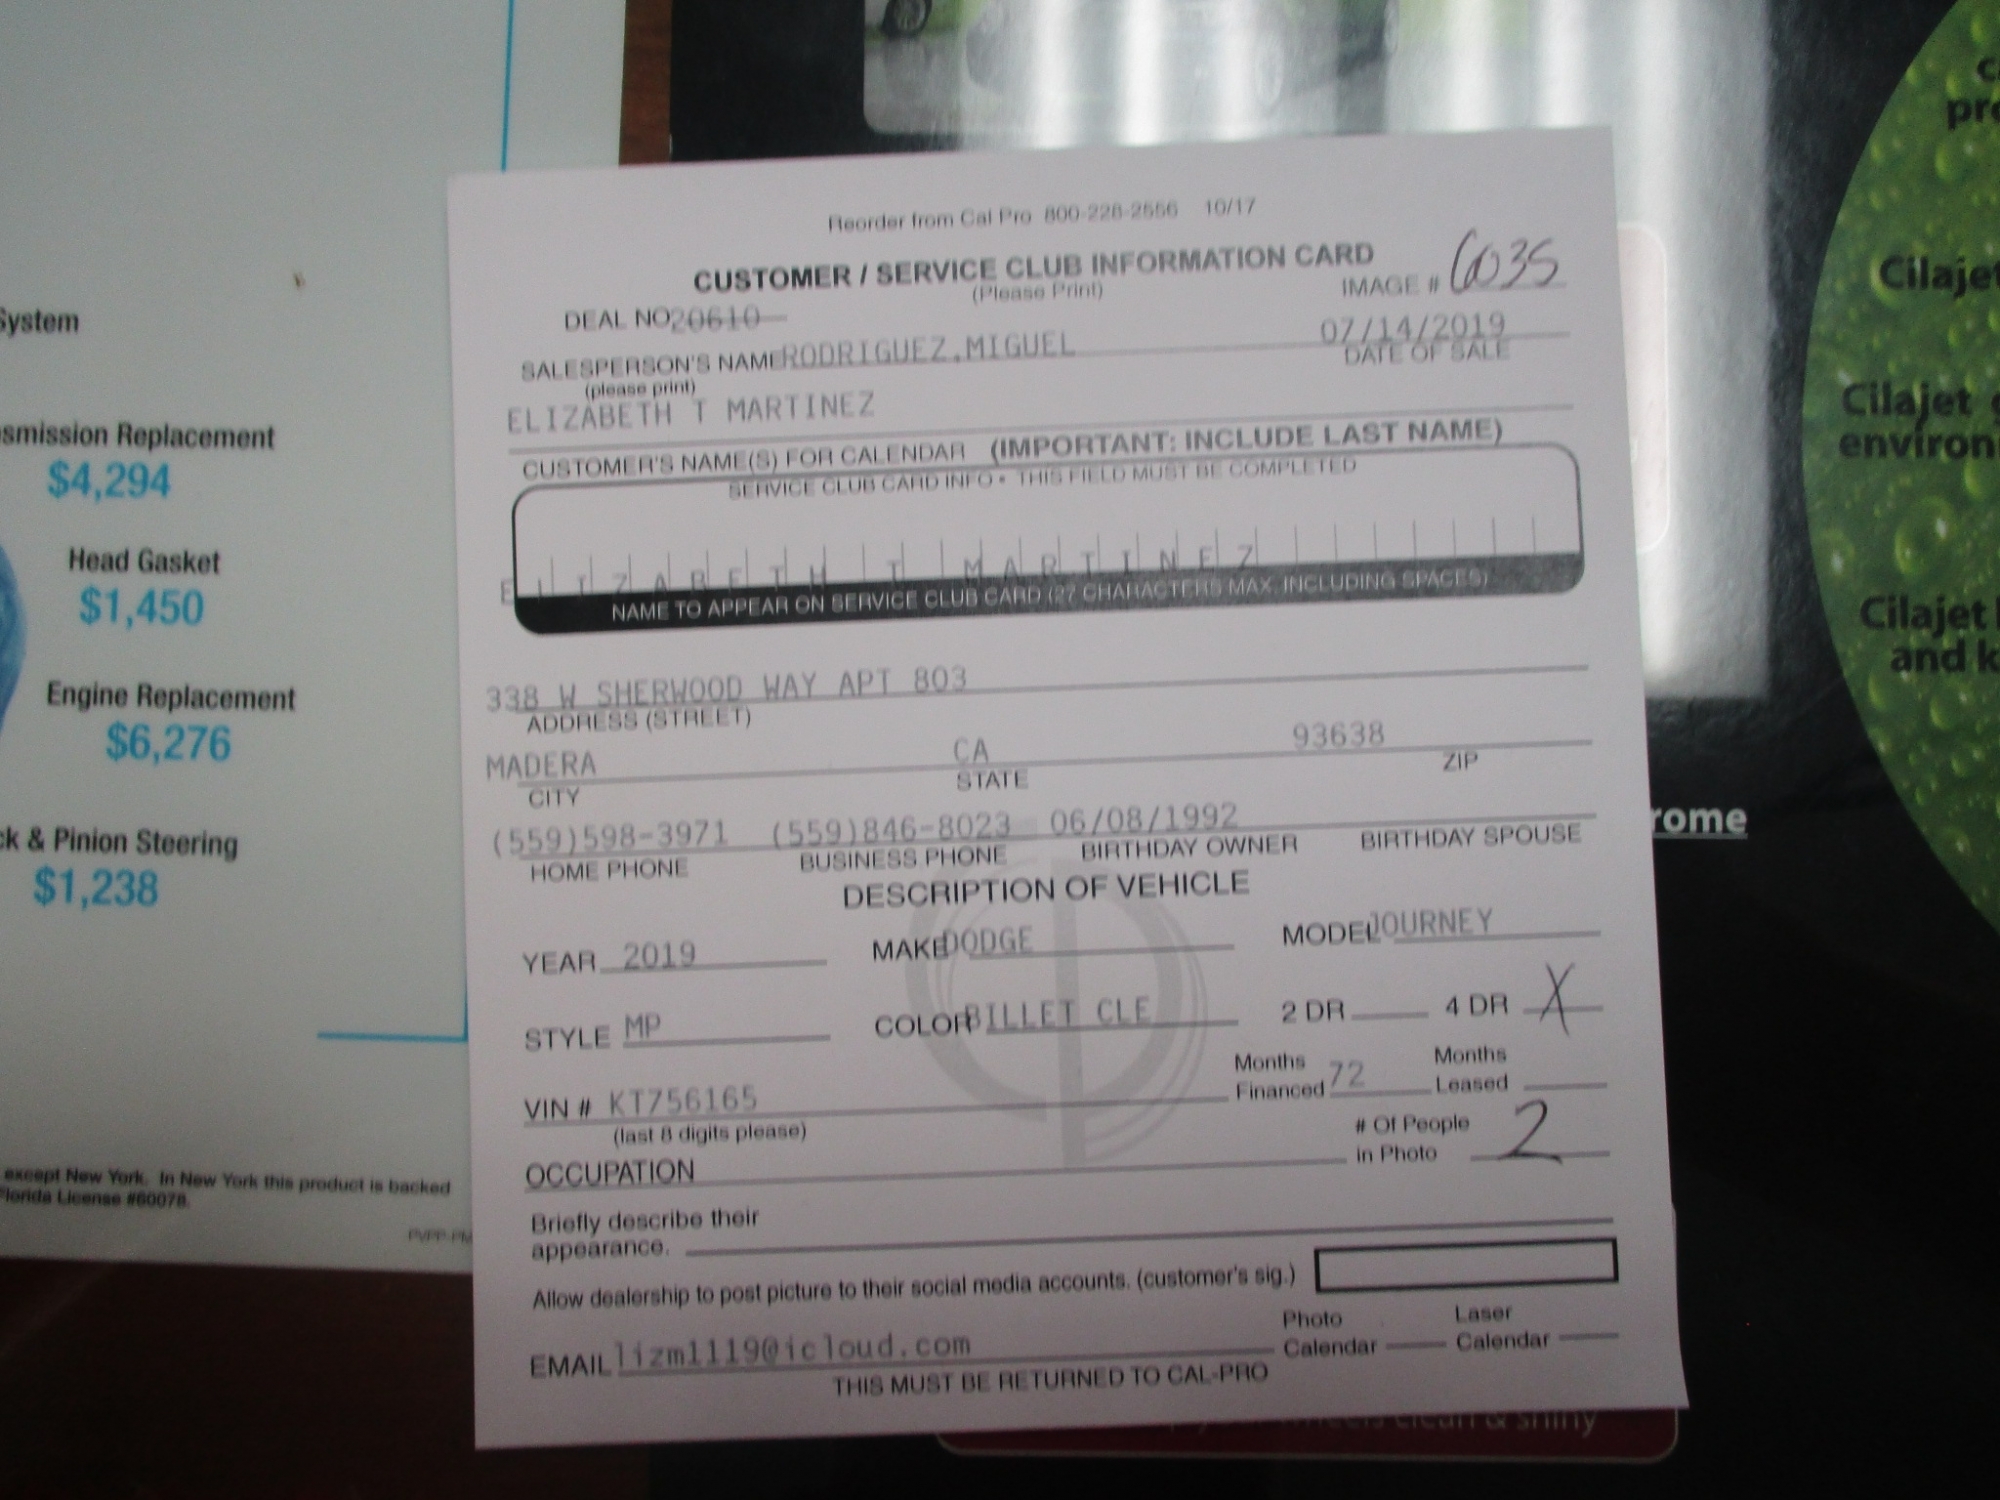 System
smission Replacement
$4,294
Head Gasket
$1,450
Engine Replacement
$6,276
ck & Pinion Steering
$1,238
except New York. In New York this product is backed
Florida License #60078.
Reorder from Cal Pro 800-228-2556 10/17
CUSTOMER / SERVICE CLUB INFORMATION CARD
(Please Print)
IMAGE # 6035
DEAL NO 20610
SALESPERSON'S NAME RODRIGUEZ,MIGUEL 07/14/2019
(please print) DATE OF SALE
ELIZABETH T MARTINEZ
CUSTOMER'S NAME(S) FOR CALENDAR (IMPORTANT: INCLUDE LAST NAME)
SERVICE CLUB CARD INFO • THIS FIELD MUST BE COMPLETED
ELIZABETH T MARTINEZ
NAME TO APPEAR ON SERVICE CLUB CARD (27 CHARACTERS MAX. INCLUDING SPACES)
338 W SHERWOOD WAY APT 803
ADDRESS (STREET)
MADERA CA 93638
CITY STATE ZIP
(559)598-3971 (559)846-8023 06/08/1992
HOME PHONE BUSINESS PHONE BIRTHDAY OWNER BIRTHDAY SPOUSE
DESCRIPTION OF VEHICLE
YEAR 2019 MAKE DODGE MODEL JOURNEY
STYLE MP COLOR BILLET CLE 2 DR 4 DR X
VIN # KT756165 Months Financed 72 Months Leased
(last 8 digits please)
OCCUPATION # Of People in Photo 2
Briefly describe their
appearance.
Allow dealership to post picture to their social media accounts. (customer's sig.)
EMAIL lizm1119@icloud.com Photo Calendar Laser Calendar
THIS MUST BE RETURNED TO CAL-PRO
Cilajet
Cilajet
environ
Cilajet
and k
rome
clean & shiny